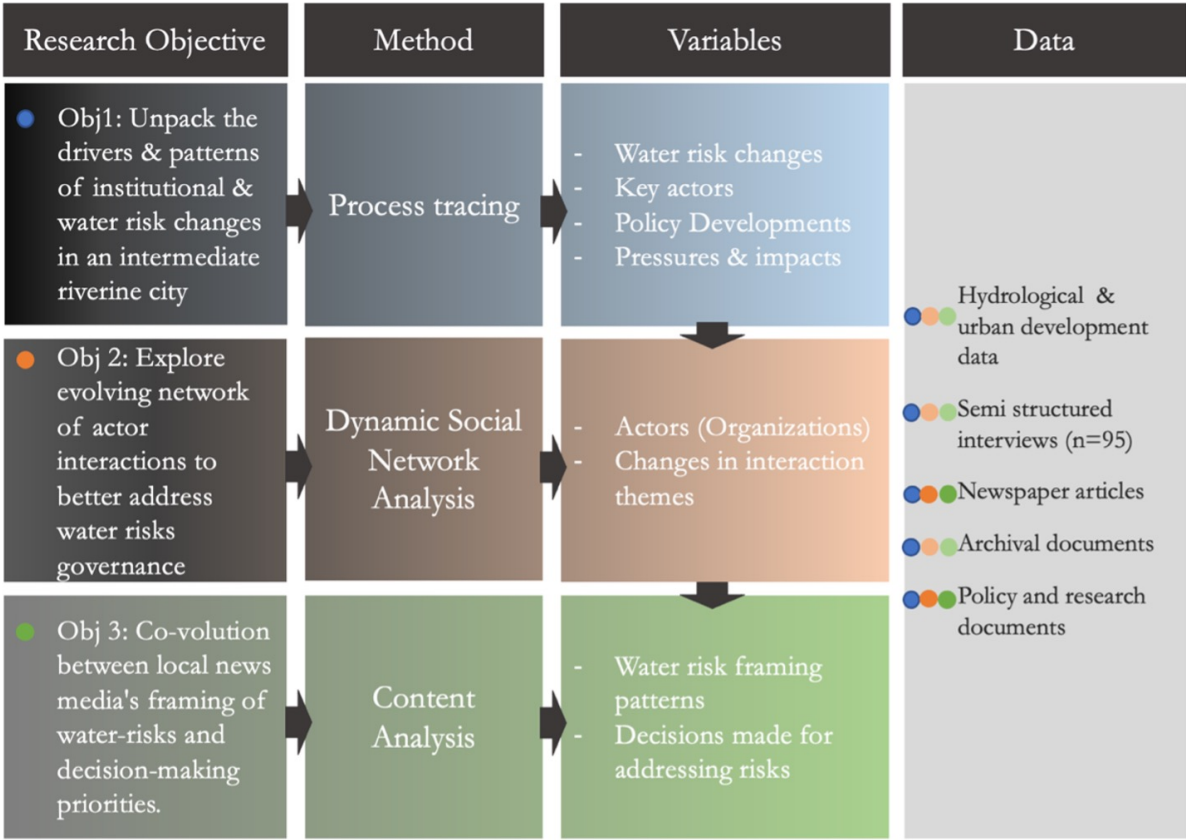 Research Objective
Method
Variables
Data
Obj1: Unpack the
drivers & patterns
of institutional &
water risk changes
in an intermediate
riverine city
Process tracing
- Water risk changes
- Key actors
- Policy Developments
- Pressures & impacts
Obj 2: Explore
evolving network
of actor
interactions to
better address
water risks
governance
Dynamic Social
Network
Analysis
- Actors (Organizations)
- Changes in interaction
themes
Obj 3: Co-volution
between local news
media's framing of
water-risks and
decision-making
priorities.
Content
Analysis
- Water risk framing
patterns
- Decisions made for
addressing risks
Hydrological &
urban development
data
Semi structured
interviews (n=95)
Newspaper articles
Archival documents
Policy and research
documents